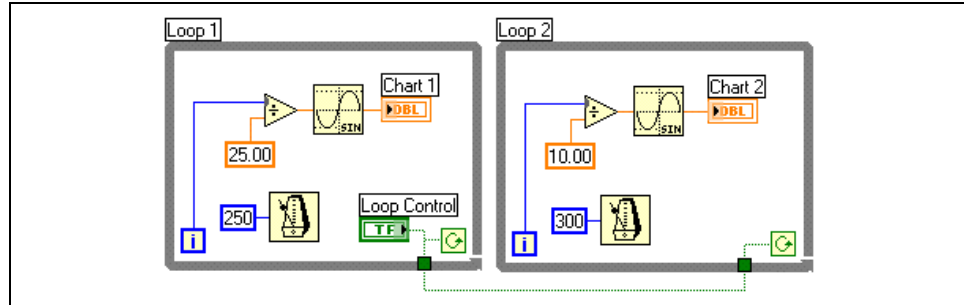 Loop 1
Chart 1
DBL
SIN
25.00
250
Loop Control
TF
i
Loop 2
Chart 2
DBL
SIN
10.00
300
i